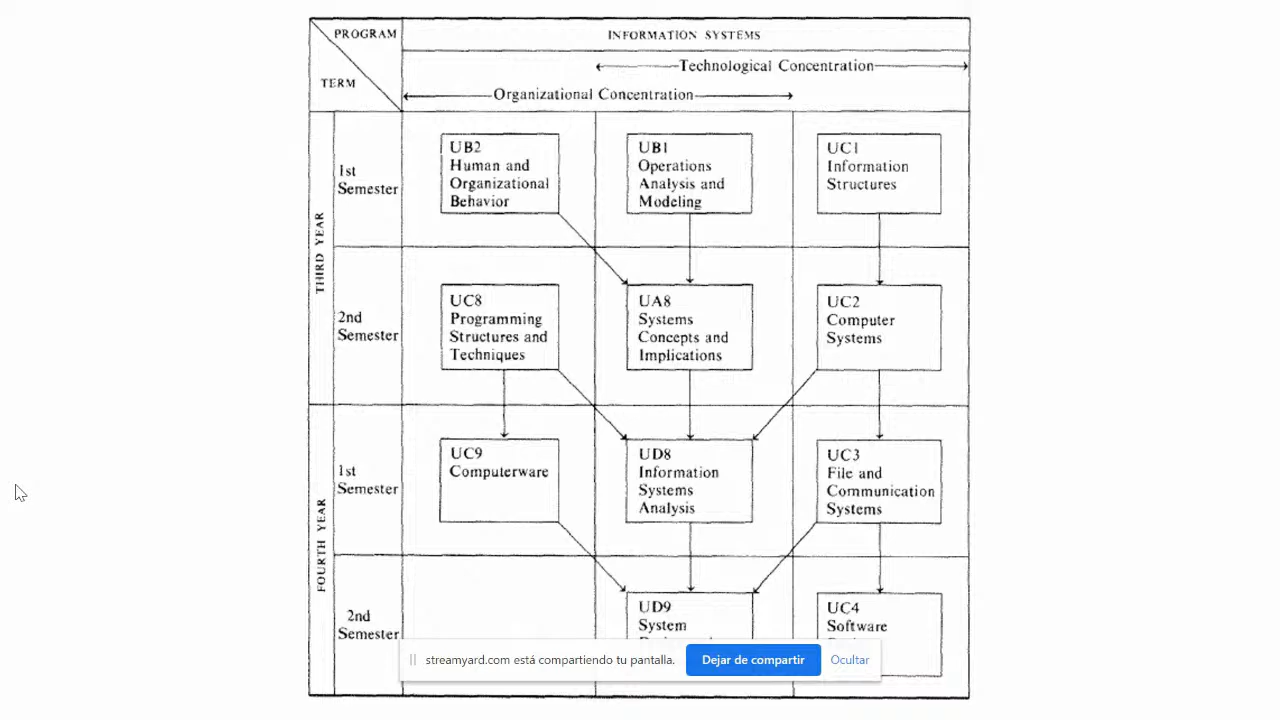 PROGRAM
TERM
INFORMATION SYSTEMS
Technological Concentration
Organizational Concentration
THIRD YEAR
1st
Semester
UB2
Human and
Organizational
Behavior
UB1
Operations
Analysis and
Modeling
UC1
Information
Structures
2nd
Semester
UC8
Programming
Structures and
Techniques
UA8
Systems
Concepts and
Implications
UC2
Computer
Systems
FOURTH YEAR
1st
Semester
UC9
Computerware
UD8
Information
Systems
Analysis
UC3
File and
Communication
Systems
2nd
Semester
UD9
System
UC4
Software
streamyard.com está compartiendo tu pantalla.
Dejar de compartir
Ocultar